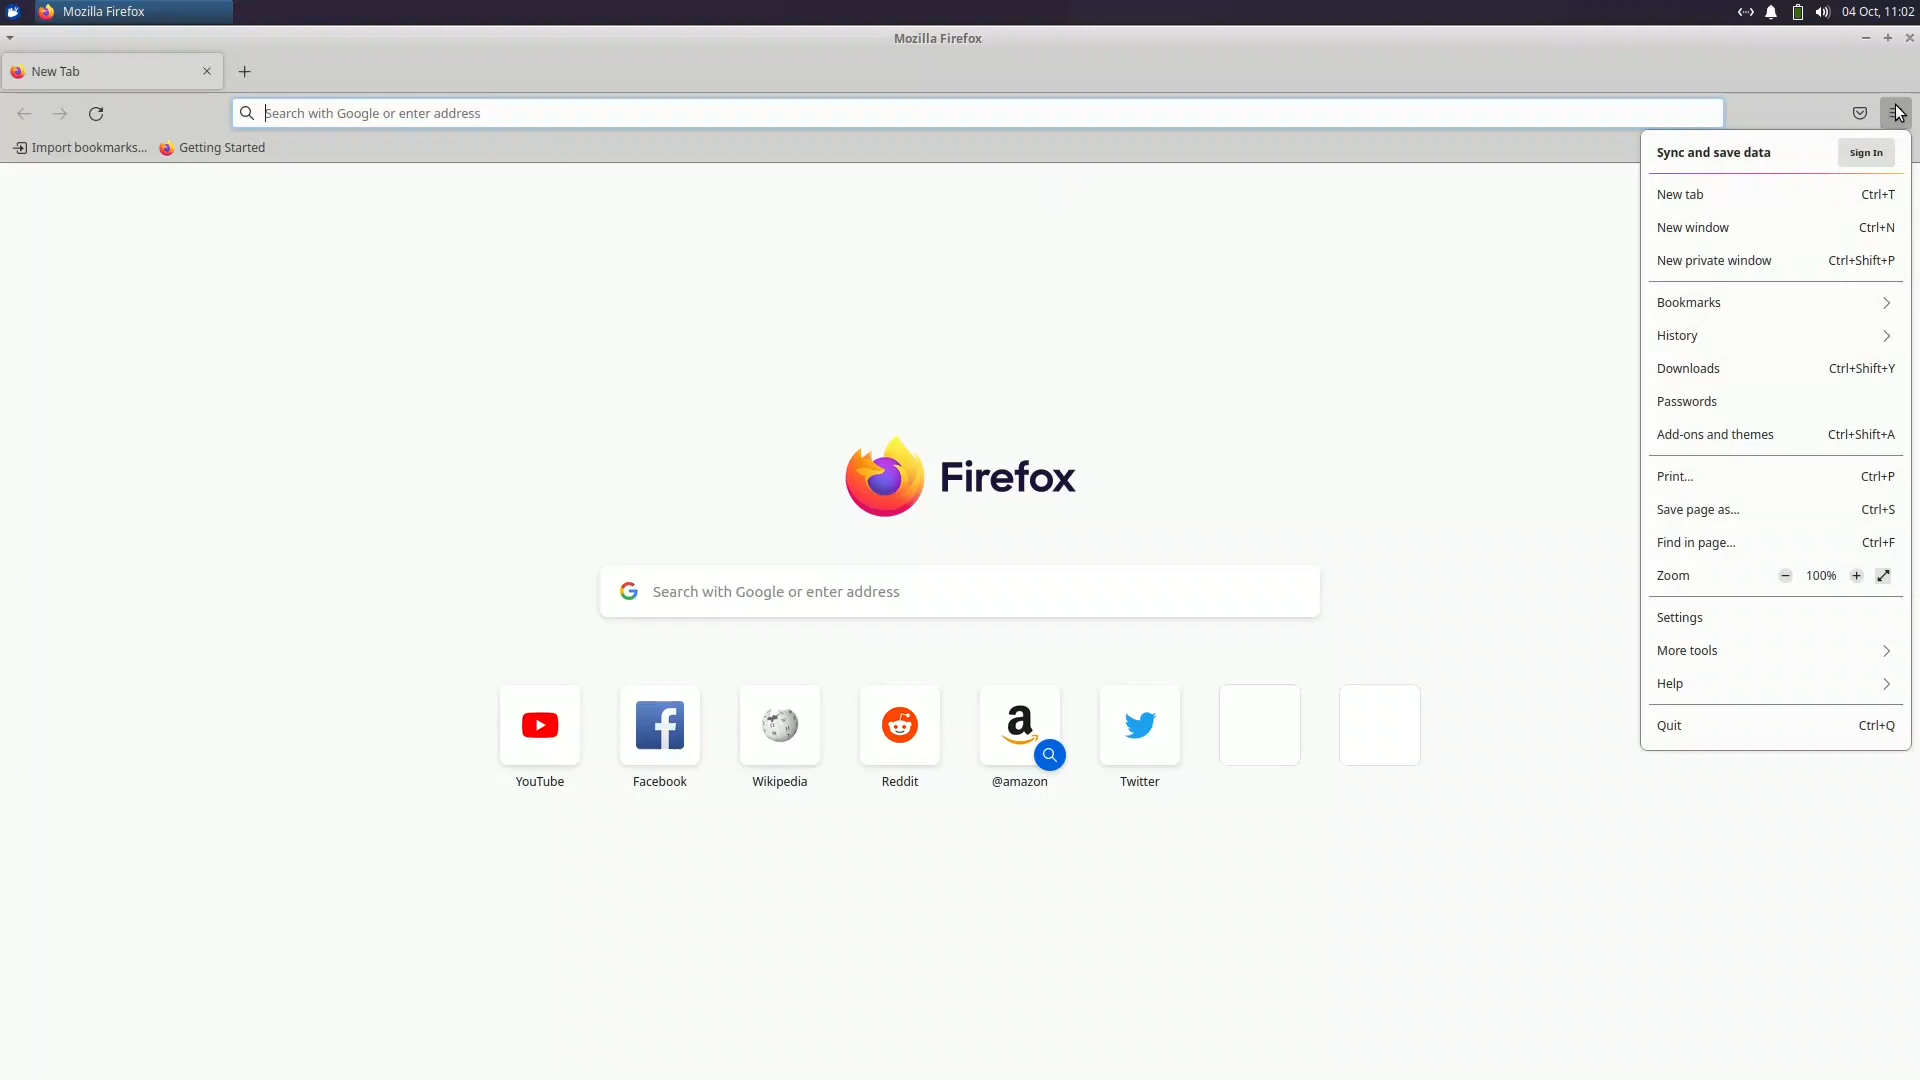 Mozilla Firefox
04 Oct, 11:02
Mozilla Firefox
New Tab
Search with Google or enter address
Import bookmarks...
Getting Started
Sync and save data
Sign In
New tab Ctrl+T
New window Ctrl+N
New private window Ctrl+Shift+P
Bookmarks
History
Downloads Ctrl+Shift+Y
Passwords
Add-ons and themes Ctrl+Shift+A
Print... Ctrl+P
Save page as... Ctrl+S
Find in page... Ctrl+F
Zoom 100%
Settings
More tools
Help
Quit Ctrl+Q
Firefox
Search with Google or enter address
YouTube
Facebook
Wikipedia
Reddit
@amazon
Twitter